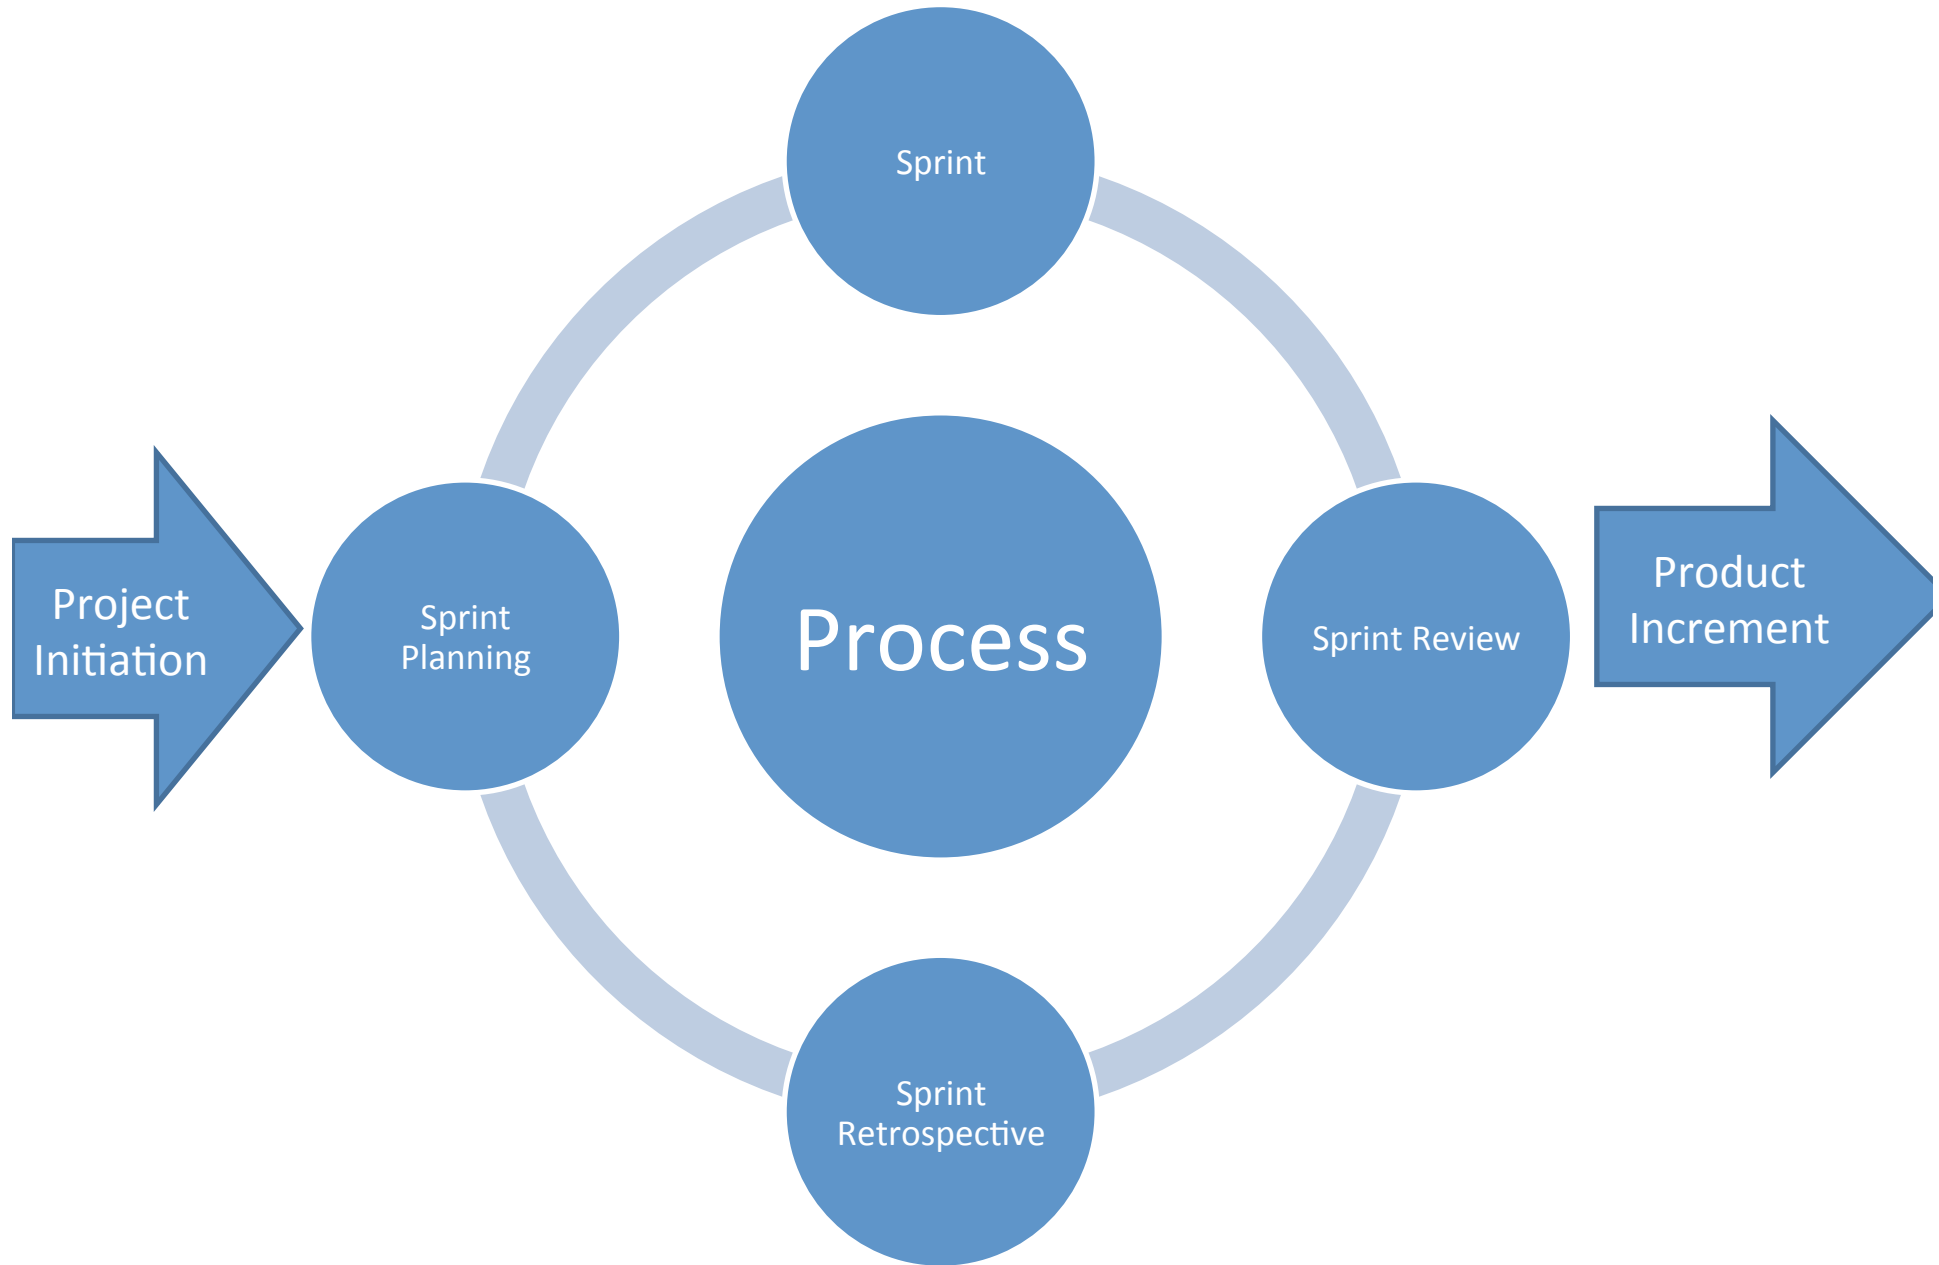 Sprint
Project
Initiation
Sprint
Planning
Process
Sprint Review
Product
Increment
Sprint
Retrospective